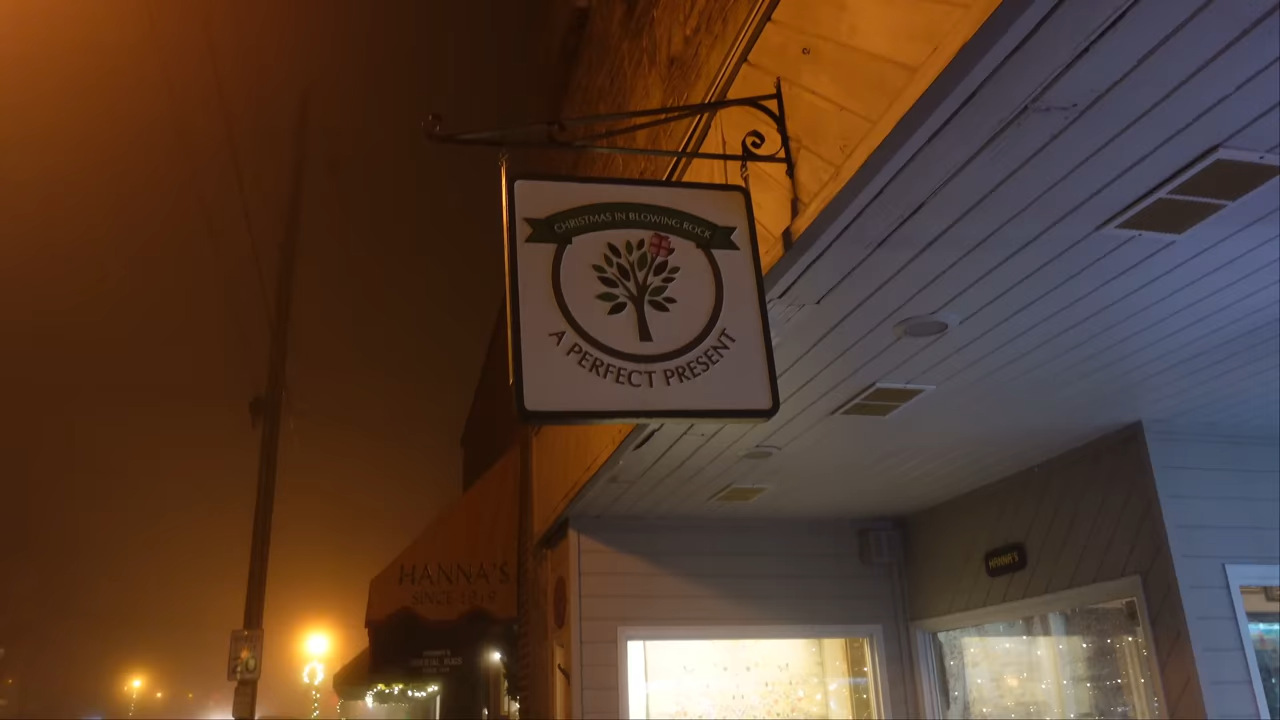 CHRISTMAS IN BLOWING ROCK
A PERFECT PRESENT
HANNA'S
SINCE 1919
HANNA'S
20